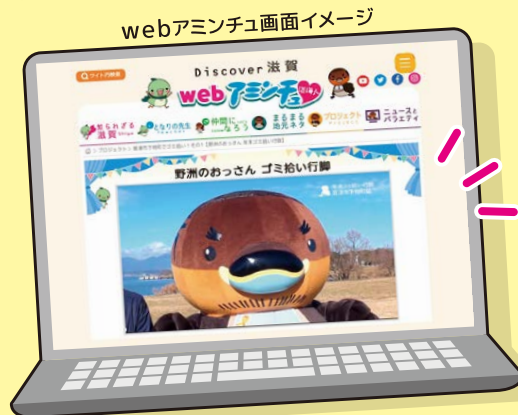 webアミンチュ画面イメージ
サイト内検索
Discover 滋賀
webアミンチュ
知られざる
滋賀
となりの先生
仲間に
なろう
まるまる
地元ネタ
プロジェクト
ニュースと
バラエティ
野洲のおっさん ゴミ拾い行脚